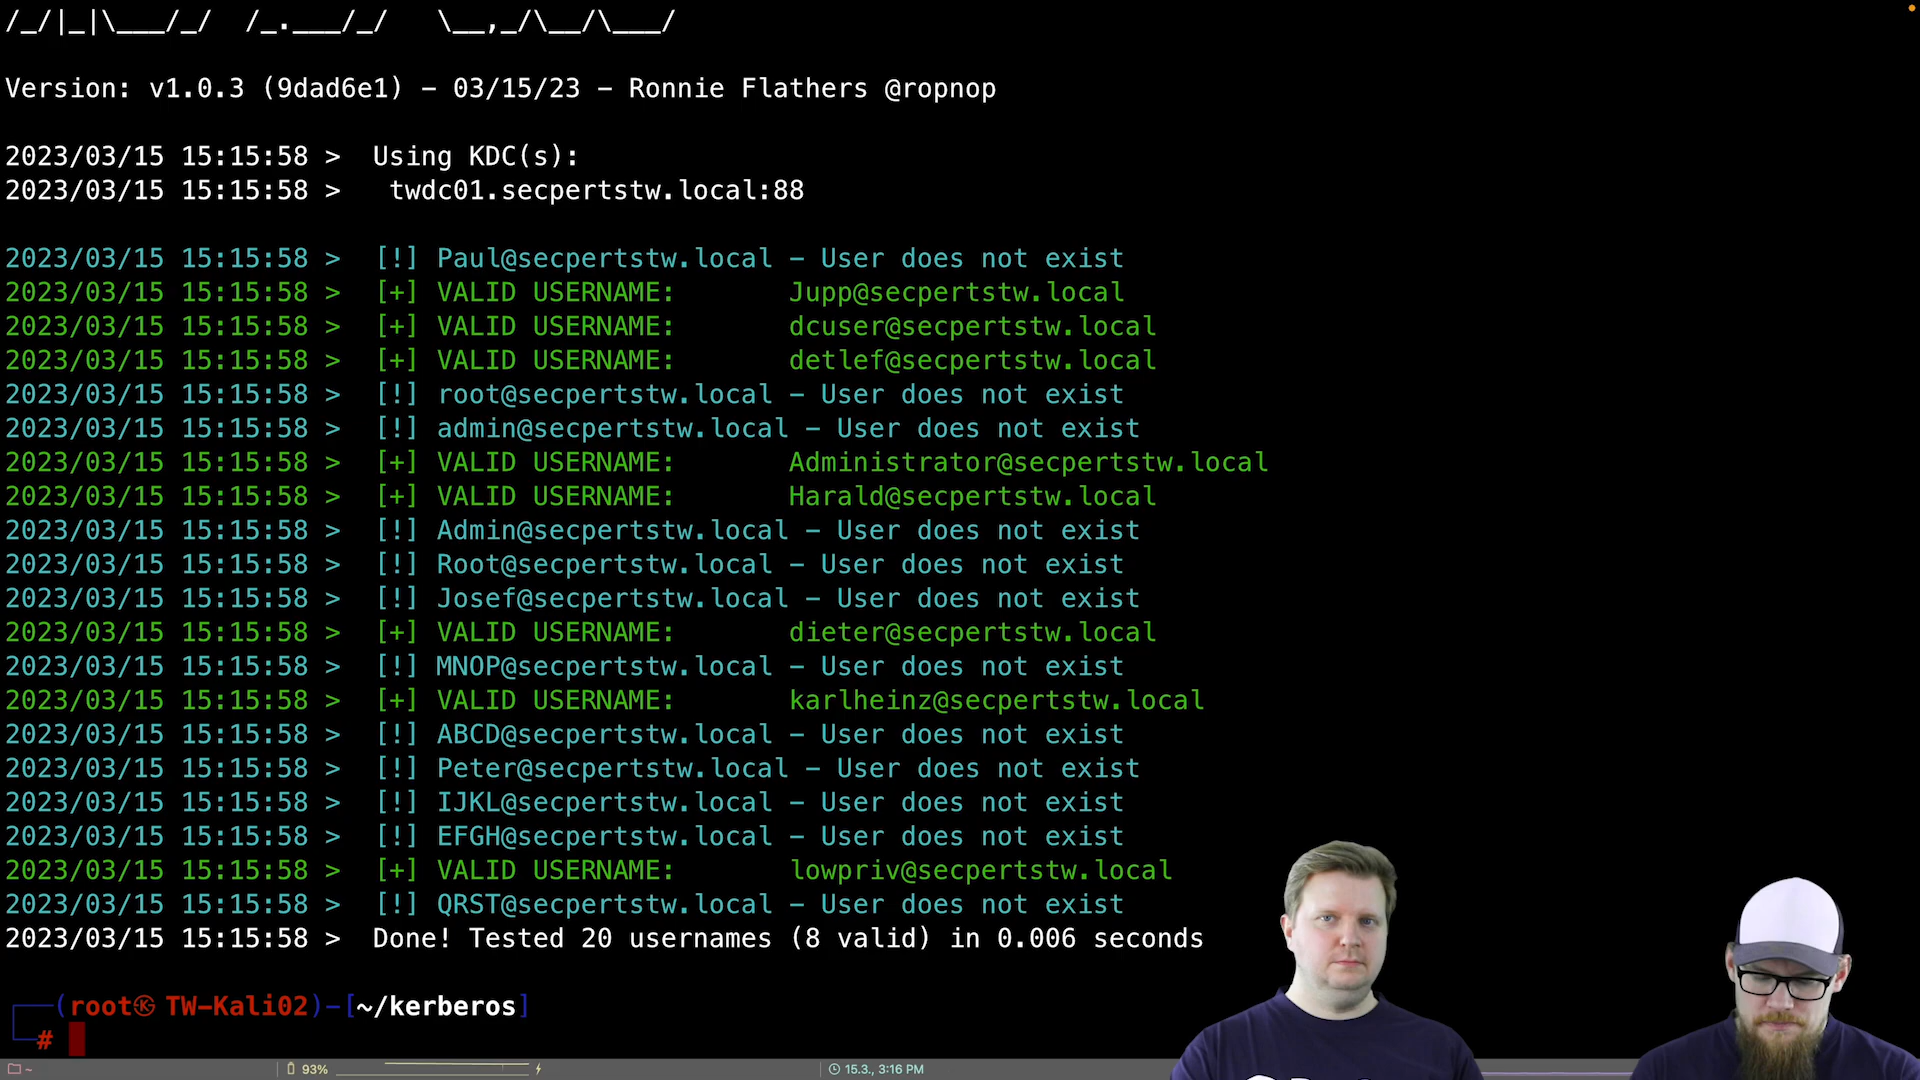 /_/|_|\___/_/  /_.___/_/   \__,_/\__/\___/
Version: v1.0.3 (9dad6e1) - 03/15/23 - Ronnie Flathers @ropnop
2023/03/15 15:15:58 >  Using KDC(s):
2023/03/15 15:15:58 >   twdc01.secpertstw.local:88
2023/03/15 15:15:58 >  [!] Paul@secpertstw.local - User does not exist
2023/03/15 15:15:58 >  [+] VALID USERNAME:       Jupp@secpertstw.local
2023/03/15 15:15:58 >  [+] VALID USERNAME:       dcuser@secpertstw.local
2023/03/15 15:15:58 >  [+] VALID USERNAME:       detlef@secpertstw.local
2023/03/15 15:15:58 >  [!] root@secpertstw.local - User does not exist
2023/03/15 15:15:58 >  [!] admin@secpertstw.local - User does not exist
2023/03/15 15:15:58 >  [+] VALID USERNAME:       Administrator@secpertstw.local
2023/03/15 15:15:58 >  [+] VALID USERNAME:       Harald@secpertstw.local
2023/03/15 15:15:58 >  [!] Admin@secpertstw.local - User does not exist
2023/03/15 15:15:58 >  [!] Root@secpertstw.local - User does not exist
2023/03/15 15:15:58 >  [!] Josef@secpertstw.local - User does not exist
2023/03/15 15:15:58 >  [+] VALID USERNAME:       dieter@secpertstw.local
2023/03/15 15:15:58 >  [!] MNOP@secpertstw.local - User does not exist
2023/03/15 15:15:58 >  [+] VALID USERNAME:       karlheinz@secpertstw.local
2023/03/15 15:15:58 >  [!] ABCD@secpertstw.local - User does not exist
2023/03/15 15:15:58 >  [!] Peter@secpertstw.local - User does not exist
2023/03/15 15:15:58 >  [!] IJKL@secpertstw.local - User does not exist
2023/03/15 15:15:58 >  [!] EFGH@secpertstw.local - User does not exist
2023/03/15 15:15:58 >  [+] VALID USERNAME:       lowpriv@secpertstw.local
2023/03/15 15:15:58 >  [!] QRST@secpertstw.local - User does not exist
2023/03/15 15:15:58 >  Done! Tested 20 usernames (8 valid) in 0.006 seconds
┌──(root㉿TW-Kali02)-[~/kerberos]
└─#
~ 93% 15.3., 3:16 PM